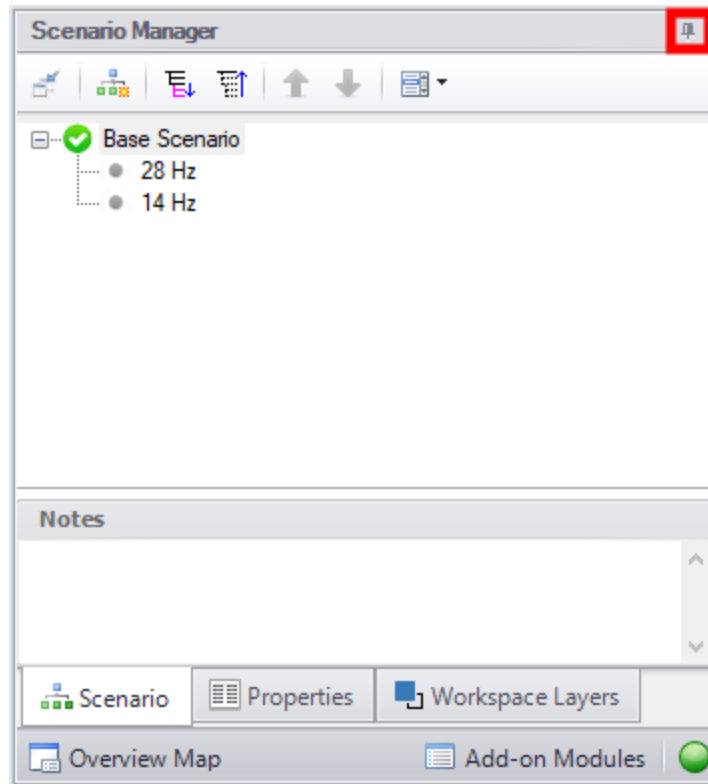 Scenario Manager
Base Scenario
28 Hz
14 Hz
Notes
Scenario Properties Workspace Layers
Overview Map Add-on Modules